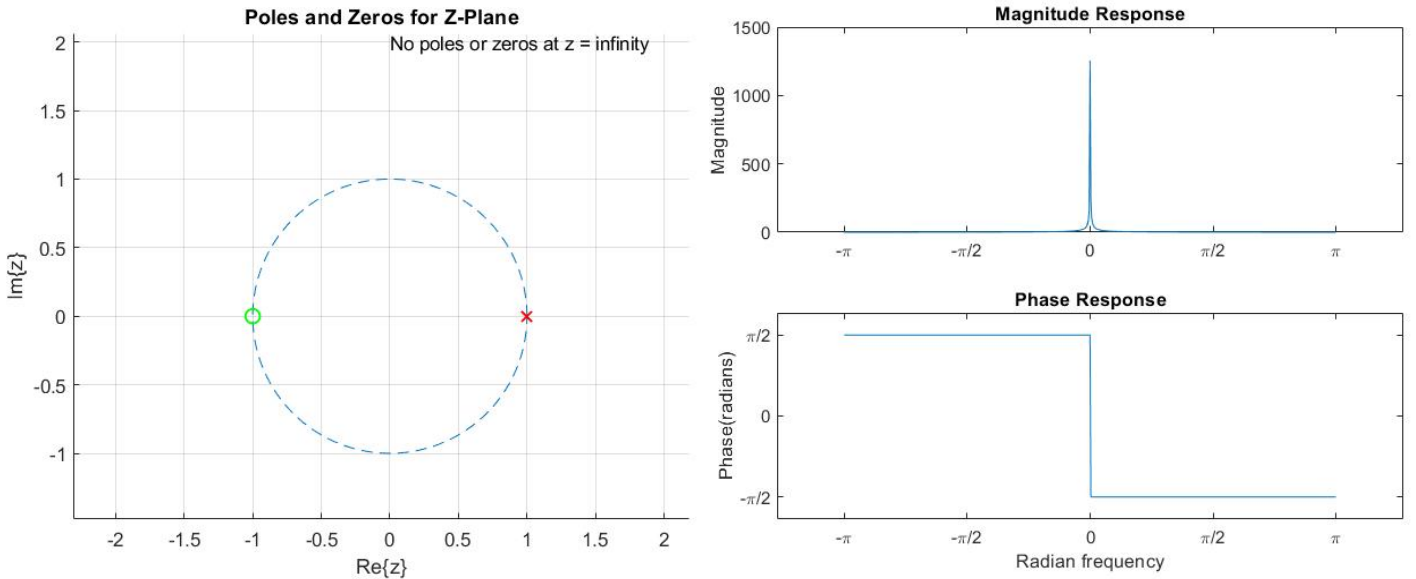 Poles and Zeros for Z-Plane
No poles or zeros at z = infinity
2
1.5
1
0.5
0
-0.5
-1
Im{z}
-2 -1.5 -1 -0.5 0 0.5 1 1.5 2
Re{z}
Magnitude Response
1500
1000
500
0
Magnitude
-π -π/2 0 π/2 π
Phase Response
π/2
0
-π/2
Phase(radians)
-π -π/2 0 π/2 π
Radian frequency